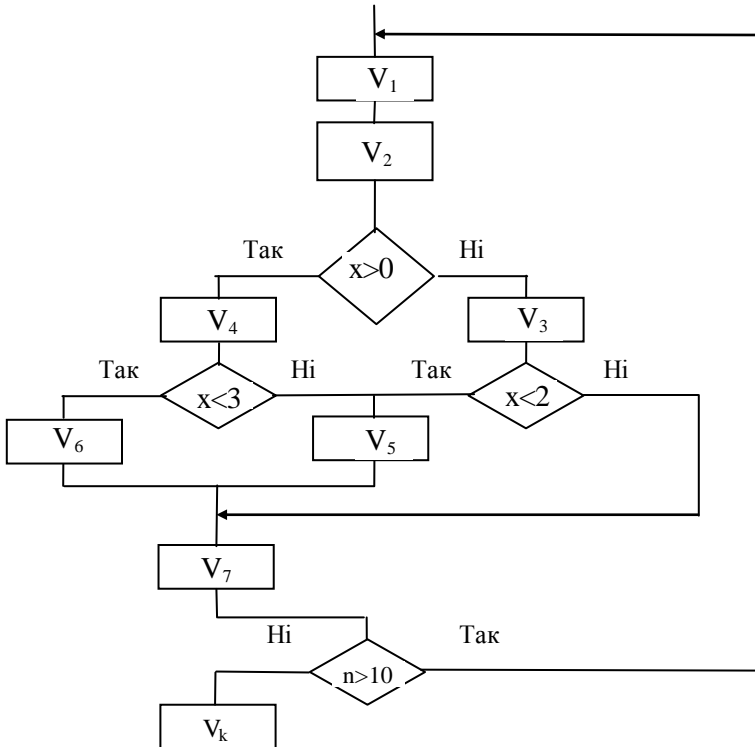 V₁
V₂
Так Ні
x>0
V₄ V₃
Так Ні Так Ні
x<3 x<2
V₆ V₅
V₇
Ні Так
n>10
Vₖ